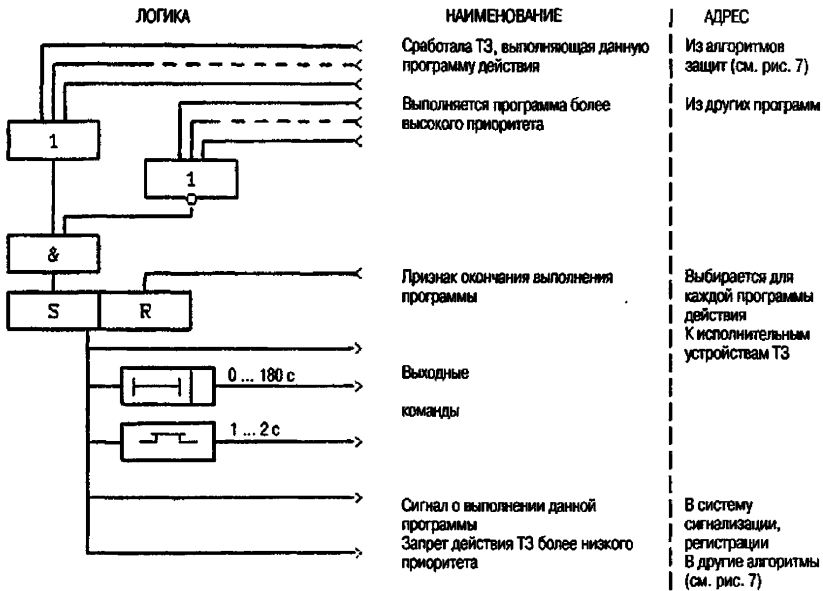 ЛОГИКА
НАИМЕНОВАНИЕ
АДРЕС
Сработала ТЗ, выполняющая данную
программу действия
Из алгоритмов
защит (см. рис. 7)
Выполняется программа более
высокого приоритета
Из других программ
1
1
&
Признак окончания выполнения
программы
Выбирается для
каждой программы
действия
S
R
К исполнительным
устройствам ТЗ
0 ... 180 с
Выходные
команды
1 ... 2 с
Сигнал о выполнении данной
программы
В систему
сигнализации,
регистрации
Запрет действия ТЗ более низкого
приоритета
В другие алгоритмы
(см. рис. 7)